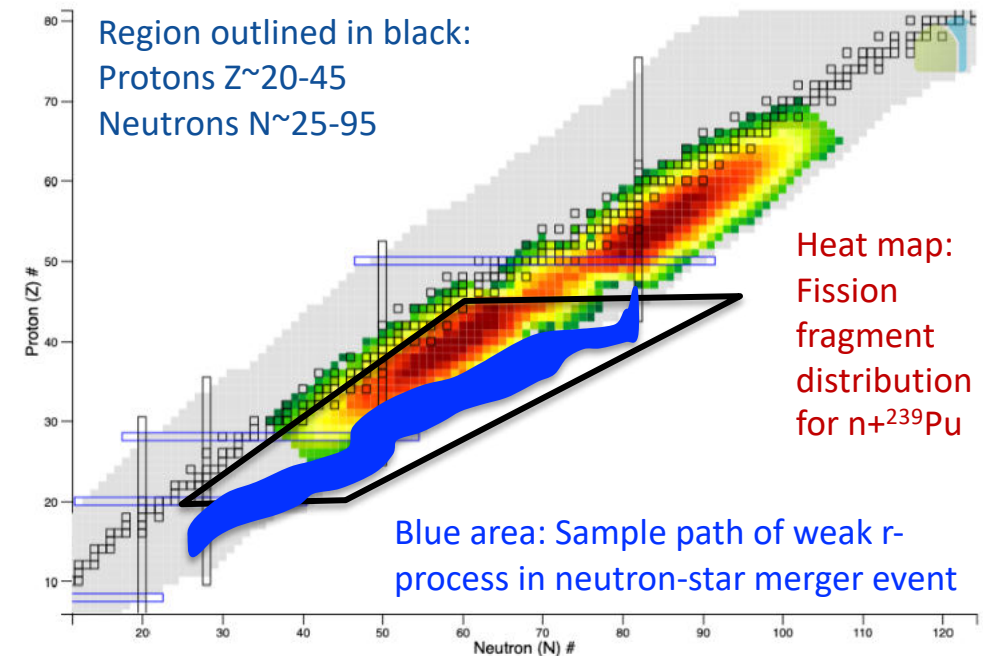 Region outlined in black:
Protons Z~20-45
Neutrons N~25-95
Heat map:
Fission
fragment
distribution
for n+²³⁹Pu
Blue area: Sample path of weak r-
process in neutron-star merger event
Proton (Z) #
80
70
60
50
40
30
20
10
20 30 40 50 60 70 80 90 100 110 120
Neutron (N) #